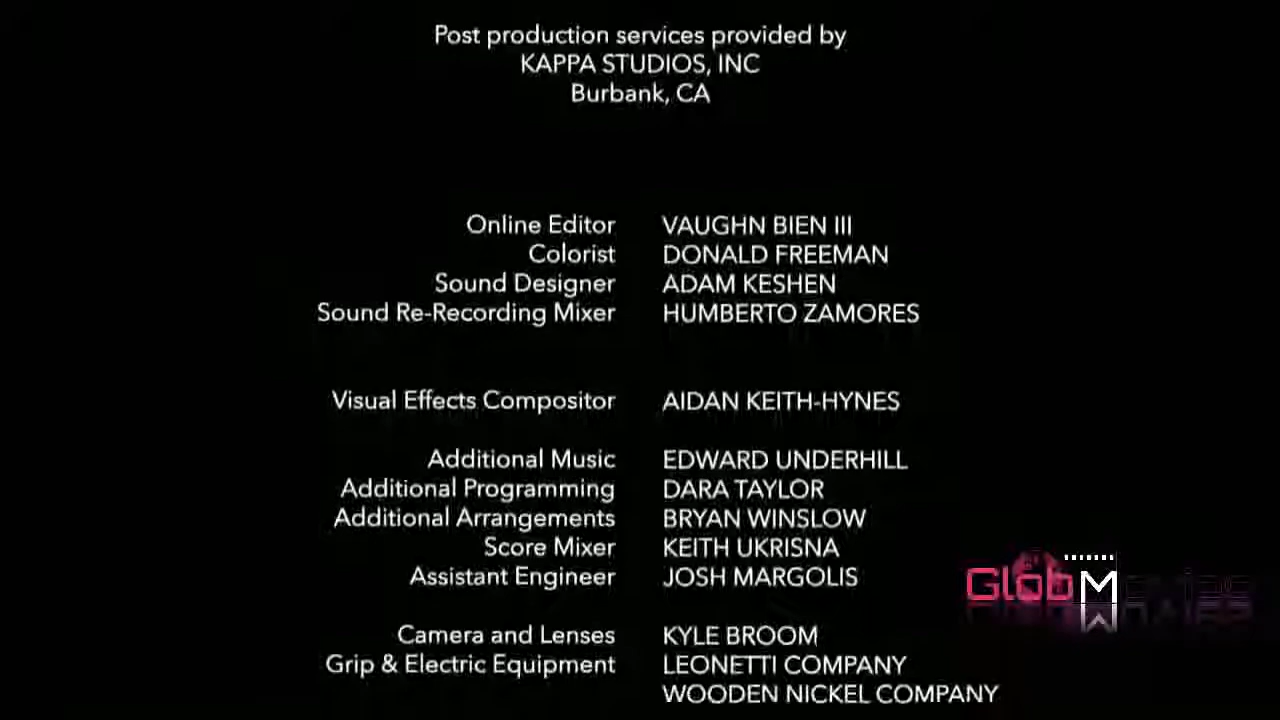 Post production services provided by
KAPPA STUDIOS, INC
Burbank, CA
Online Editor VAUGHN BIEN III
Colorist DONALD FREEMAN
Sound Designer ADAM KESHEN
Sound Re-Recording Mixer HUMBERTO ZAMORES
Visual Effects Compositor AIDAN KEITH-HYNES
Additional Music EDWARD UNDERHILL
Additional Programming DARA TAYLOR
Additional Arrangements BRYAN WINSLOW
Score Mixer KEITH UKRISNA
Assistant Engineer JOSH MARGOLIS
GlobMovies
Camera and Lenses KYLE BROOM
Grip & Electric Equipment LEONETTI COMPANY
WOODEN NICKEL COMPANY